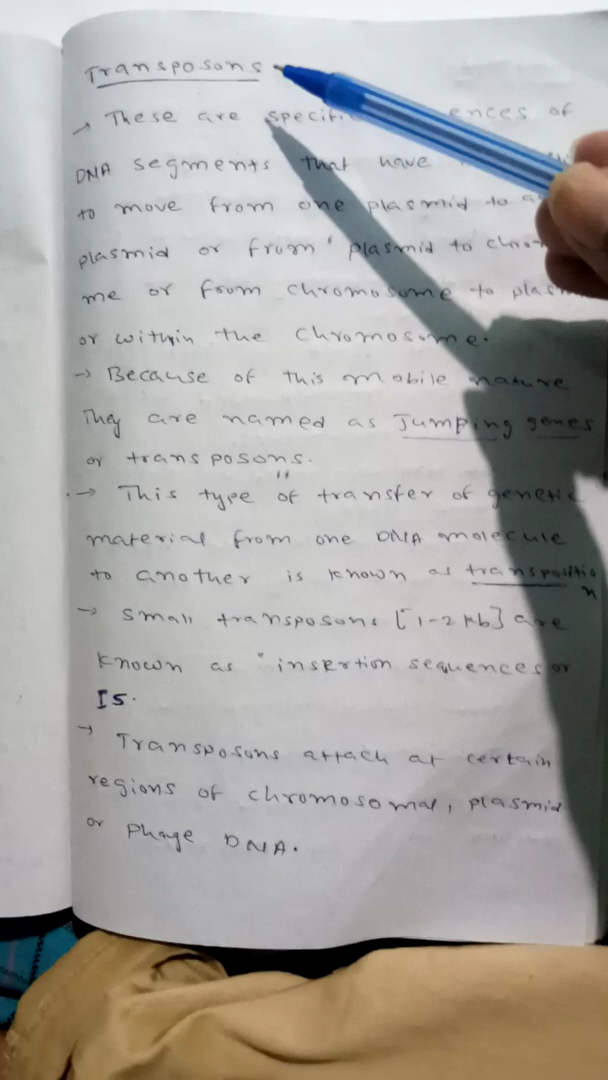 Transposons
→ These are specific ences of
DNA segments that have
to move from one plasmid to
plasmid or from plasmid to chro
me or from chromosome to plas
or within the chromosome.
→ Because of this mobile nature
They are named as Jumping genes
or transposons.
→ This type of transfer of genetic
material from one DNA molecule
to another is known as transpositio
n
→ small transposons [1-2 kb] are
known as "insertion sequences or
IS.
→ Transposons attach at certain
regions of chromosomal, plasmid
or phage DNA.